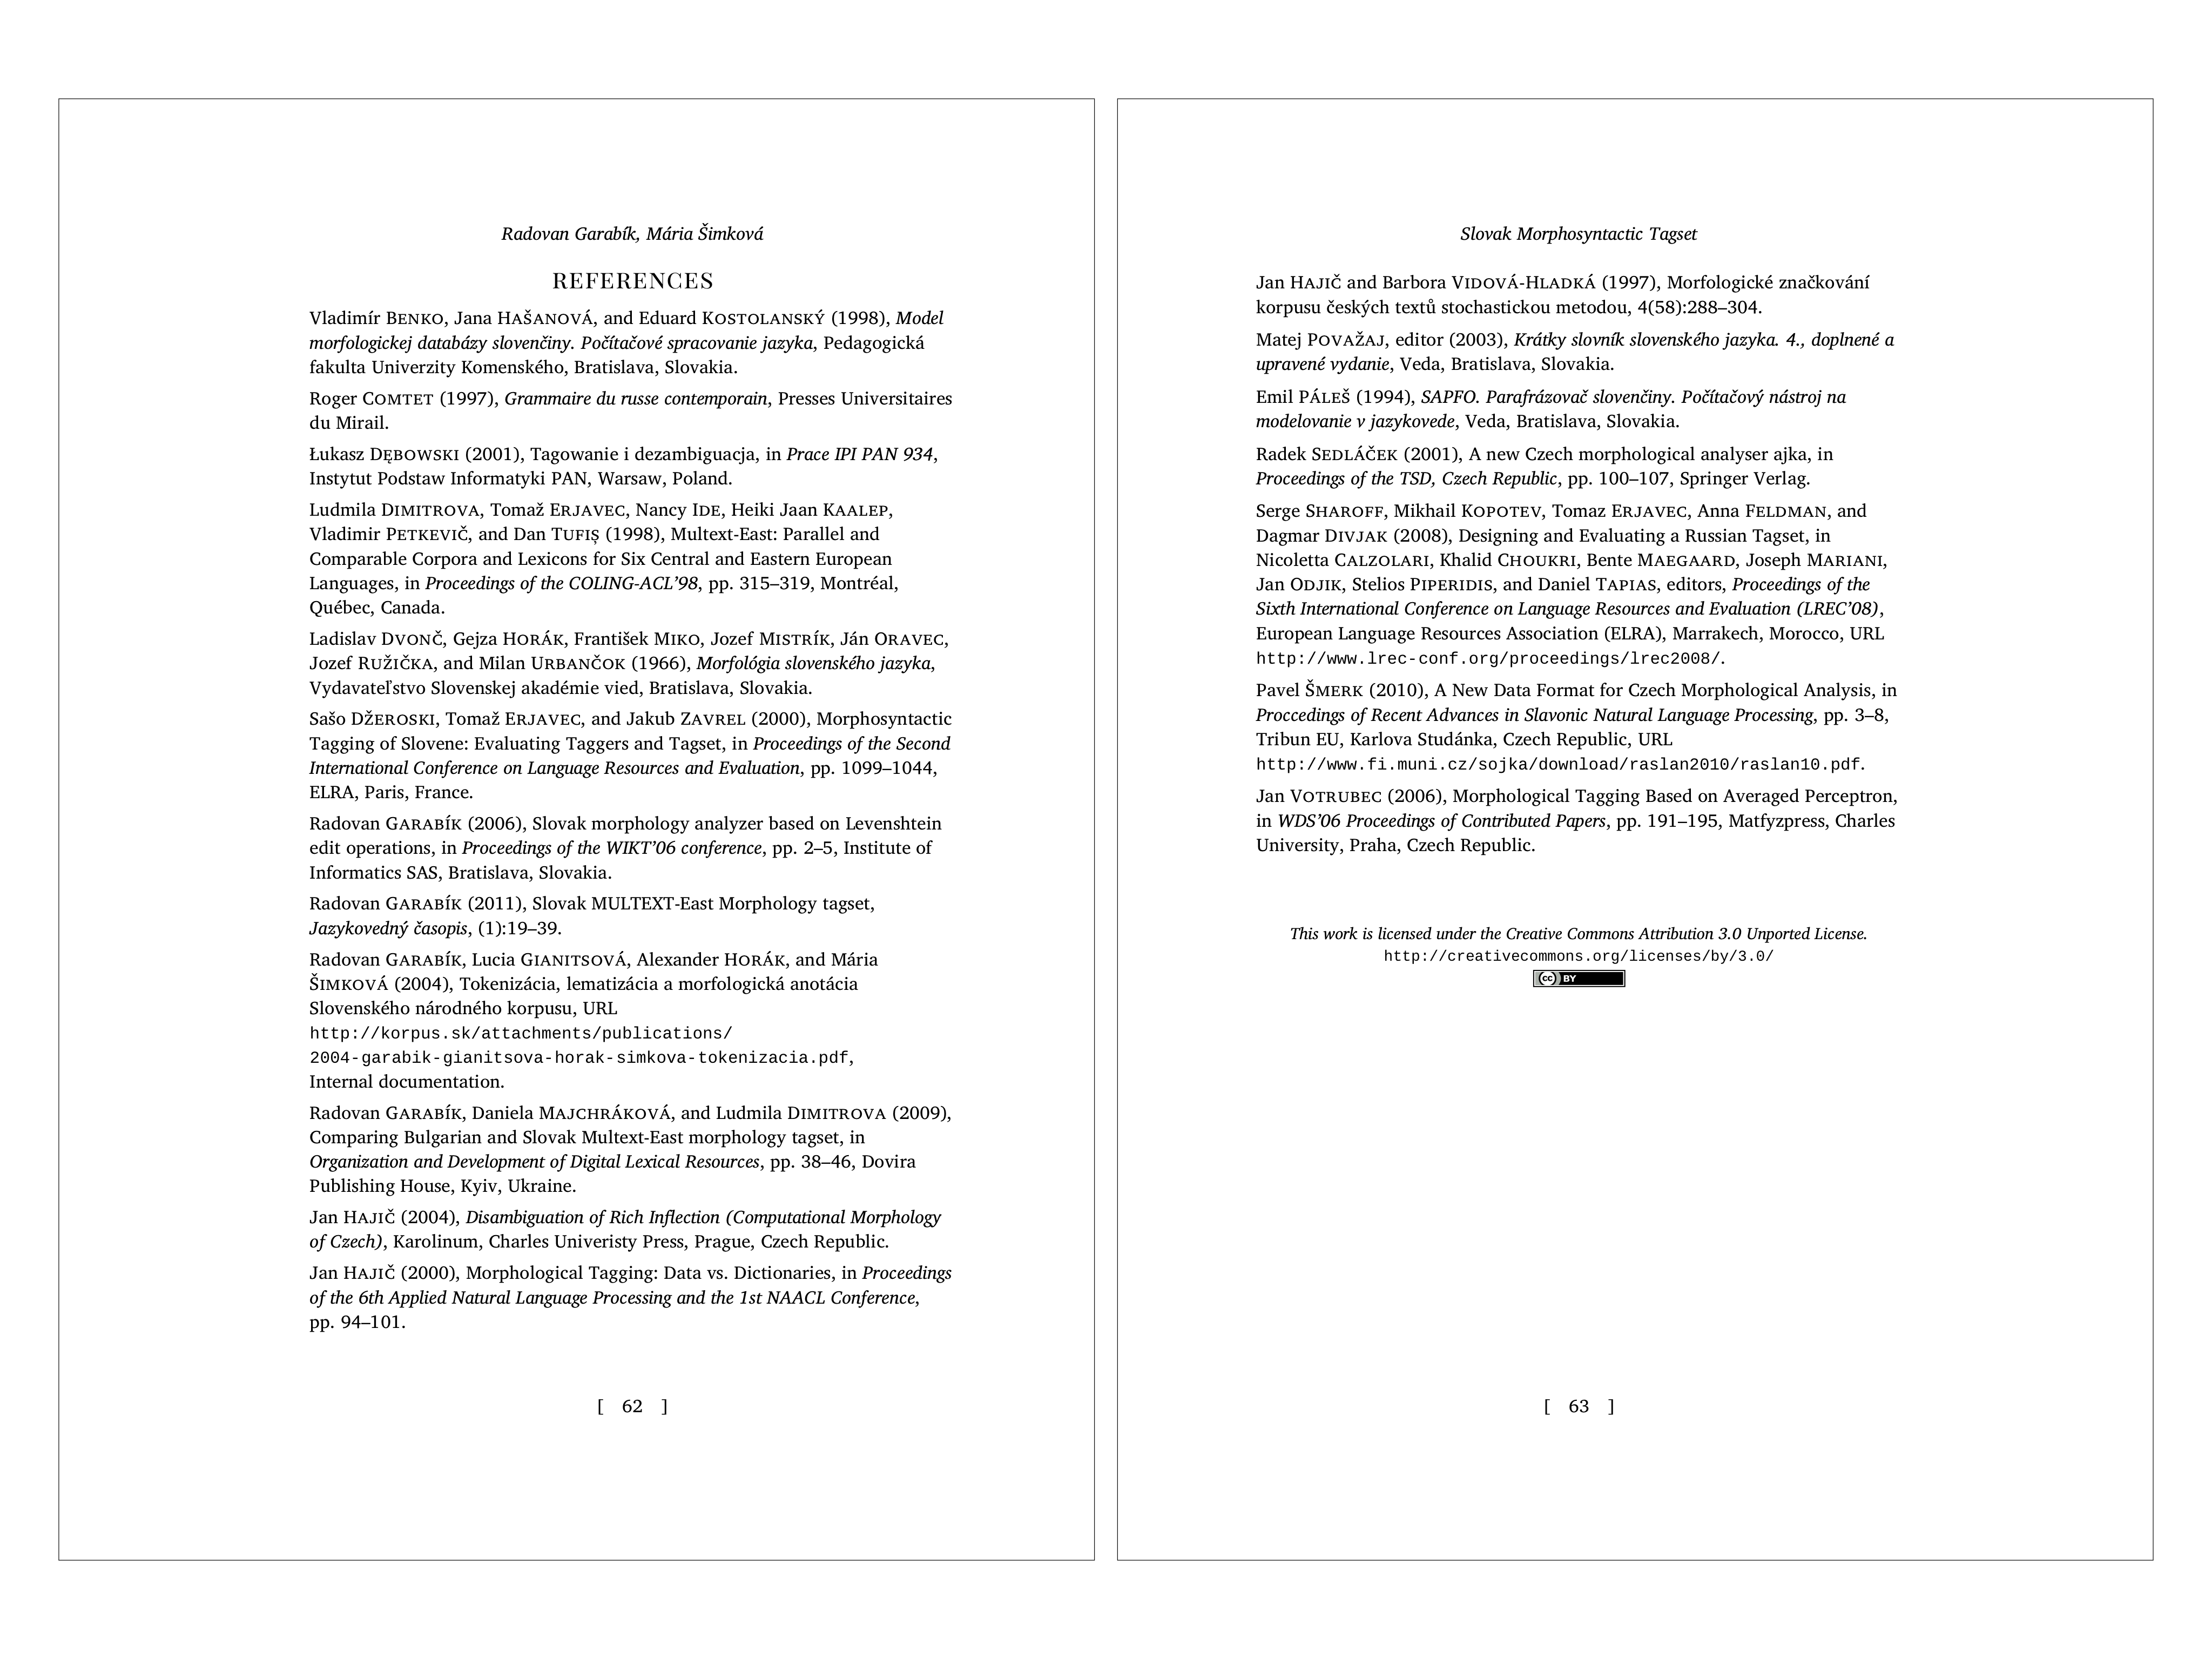 Radovan Garabík, Mária Šimková
REFERENCES
Vladimír BENKO, Jana HAŠANOVÁ, and Eduard KOSTOLANSKÝ (1998), Model
morfologickej databázy slovenčiny. Počítačové spracovanie jazyka, Pedagogická
fakulta Univerzity Komenského, Bratislava, Slovakia.
Roger COMTET (1997), Grammaire du russe contemporain, Presses Universitaires
du Mirail.
Łukasz DĘBOWSKI (2001), Tagowanie i dezambiguacja, in Prace IPI PAN 934,
Instytut Podstaw Informatyki PAN, Warsaw, Poland.
Ludmila DIMITROVA, Tomaž ERJAVEC, Nancy IDE, Heiki Jaan KAALEP,
Vladimir PETKEVIČ, and Dan TUFIȘ (1998), Multext-East: Parallel and
Comparable Corpora and Lexicons for Six Central and Eastern European
Languages, in Proceedings of the COLING-ACL’98, pp. 315–319, Montréal,
Québec, Canada.
Ladislav DVONČ, Gejza HORÁK, František MIKO, Jozef MISTRÍK, Ján ORAVEC,
Jozef RUŽIČKA, and Milan URBANČOK (1966), Morfológia slovenského jazyka,
Vydavateľstvo Slovenskej akadémie vied, Bratislava, Slovakia.
Sašo DŽEROSKI, Tomaž ERJAVEC, and Jakub ZAVREL (2000), Morphosyntactic
Tagging of Slovene: Evaluating Taggers and Tagset, in Proceedings of the Second
International Conference on Language Resources and Evaluation, pp. 1099–1044,
ELRA, Paris, France.
Radovan GARABÍK (2006), Slovak morphology analyzer based on Levenshtein
edit operations, in Proceedings of the WIKT’06 conference, pp. 2–5, Institute of
Informatics SAS, Bratislava, Slovakia.
Radovan GARABÍK (2011), Slovak MULTEXT-East Morphology tagset,
Jazykovedný časopis, (1):19–39.
Radovan GARABÍK, Lucia GIANITSOVÁ, Alexander HORÁK, and Mária
ŠIMKOVÁ (2004), Tokenizácia, lematizácia a morfologická anotácia
Slovenského národného korpusu, URL
http://korpus.sk/attachments/publications/
2004-garabik-gianitsova-horak-simkova-tokenizacia.pdf,
Internal documentation.
Radovan GARABÍK, Daniela MAJCHRÁKOVÁ, and Ludmila DIMITROVA (2009),
Comparing Bulgarian and Slovak Multext-East morphology tagset, in
Organization and Development of Digital Lexical Resources, pp. 38–46, Dovira
Publishing House, Kyiv, Ukraine.
Jan HAJIČ (2004), Disambiguation of Rich Inflection (Computational Morphology
of Czech), Karolinum, Charles Univeristy Press, Prague, Czech Republic.
Jan HAJIČ (2000), Morphological Tagging: Data vs. Dictionaries, in Proceedings
of the 6th Applied Natural Language Processing and the 1st NAACL Conference,
pp. 94–101.
[ 62 ]
Slovak Morphosyntactic Tagset
Jan HAJIČ and Barbora VIDOVÁ-HLADKÁ (1997), Morfologické značkování
korpusu českých textů stochastickou metodou, 4(58):288–304.
Matej POVAŽAJ, editor (2003), Krátky slovník slovenského jazyka. 4., doplnené a
upravené vydanie, Veda, Bratislava, Slovakia.
Emil PÁLEŠ (1994), SAPFO. Parafrázovač slovenčiny. Počítačový nástroj na
modelovanie v jazykovede, Veda, Bratislava, Slovakia.
Radek SEDLÁČEK (2001), A new Czech morphological analyser ajka, in
Proceedings of the TSD, Czech Republic, pp. 100–107, Springer Verlag.
Serge SHAROFF, Mikhail KOPOTEV, Tomaz ERJAVEC, Anna FELDMAN, and
Dagmar DIVJAK (2008), Designing and Evaluating a Russian Tagset, in
Nicoletta CALZOLARI, Khalid CHOUKRI, Bente MAEGAARD, Joseph MARIANI,
Jan ODJIK, Stelios PIPERIDIS, and Daniel TAPIAS, editors, Proceedings of the
Sixth International Conference on Language Resources and Evaluation (LREC’08),
European Language Resources Association (ELRA), Marrakech, Morocco, URL
http://www.lrec-conf.org/proceedings/lrec2008/.
Pavel ŠMERK (2010), A New Data Format for Czech Morphological Analysis, in
Proccedings of Recent Advances in Slavonic Natural Language Processing, pp. 3–8,
Tribun EU, Karlova Studánka, Czech Republic, URL
http://www.fi.muni.cz/sojka/download/raslan2010/raslan10.pdf.
Jan VOTRUBEC (2006), Morphological Tagging Based on Averaged Perceptron,
in WDS’06 Proceedings of Contributed Papers, pp. 191–195, Matfyzpress, Charles
University, Praha, Czech Republic.
This work is licensed under the Creative Commons Attribution 3.0 Unported License.
http://creativecommons.org/licenses/by/3.0/
cc BY
[ 63 ]